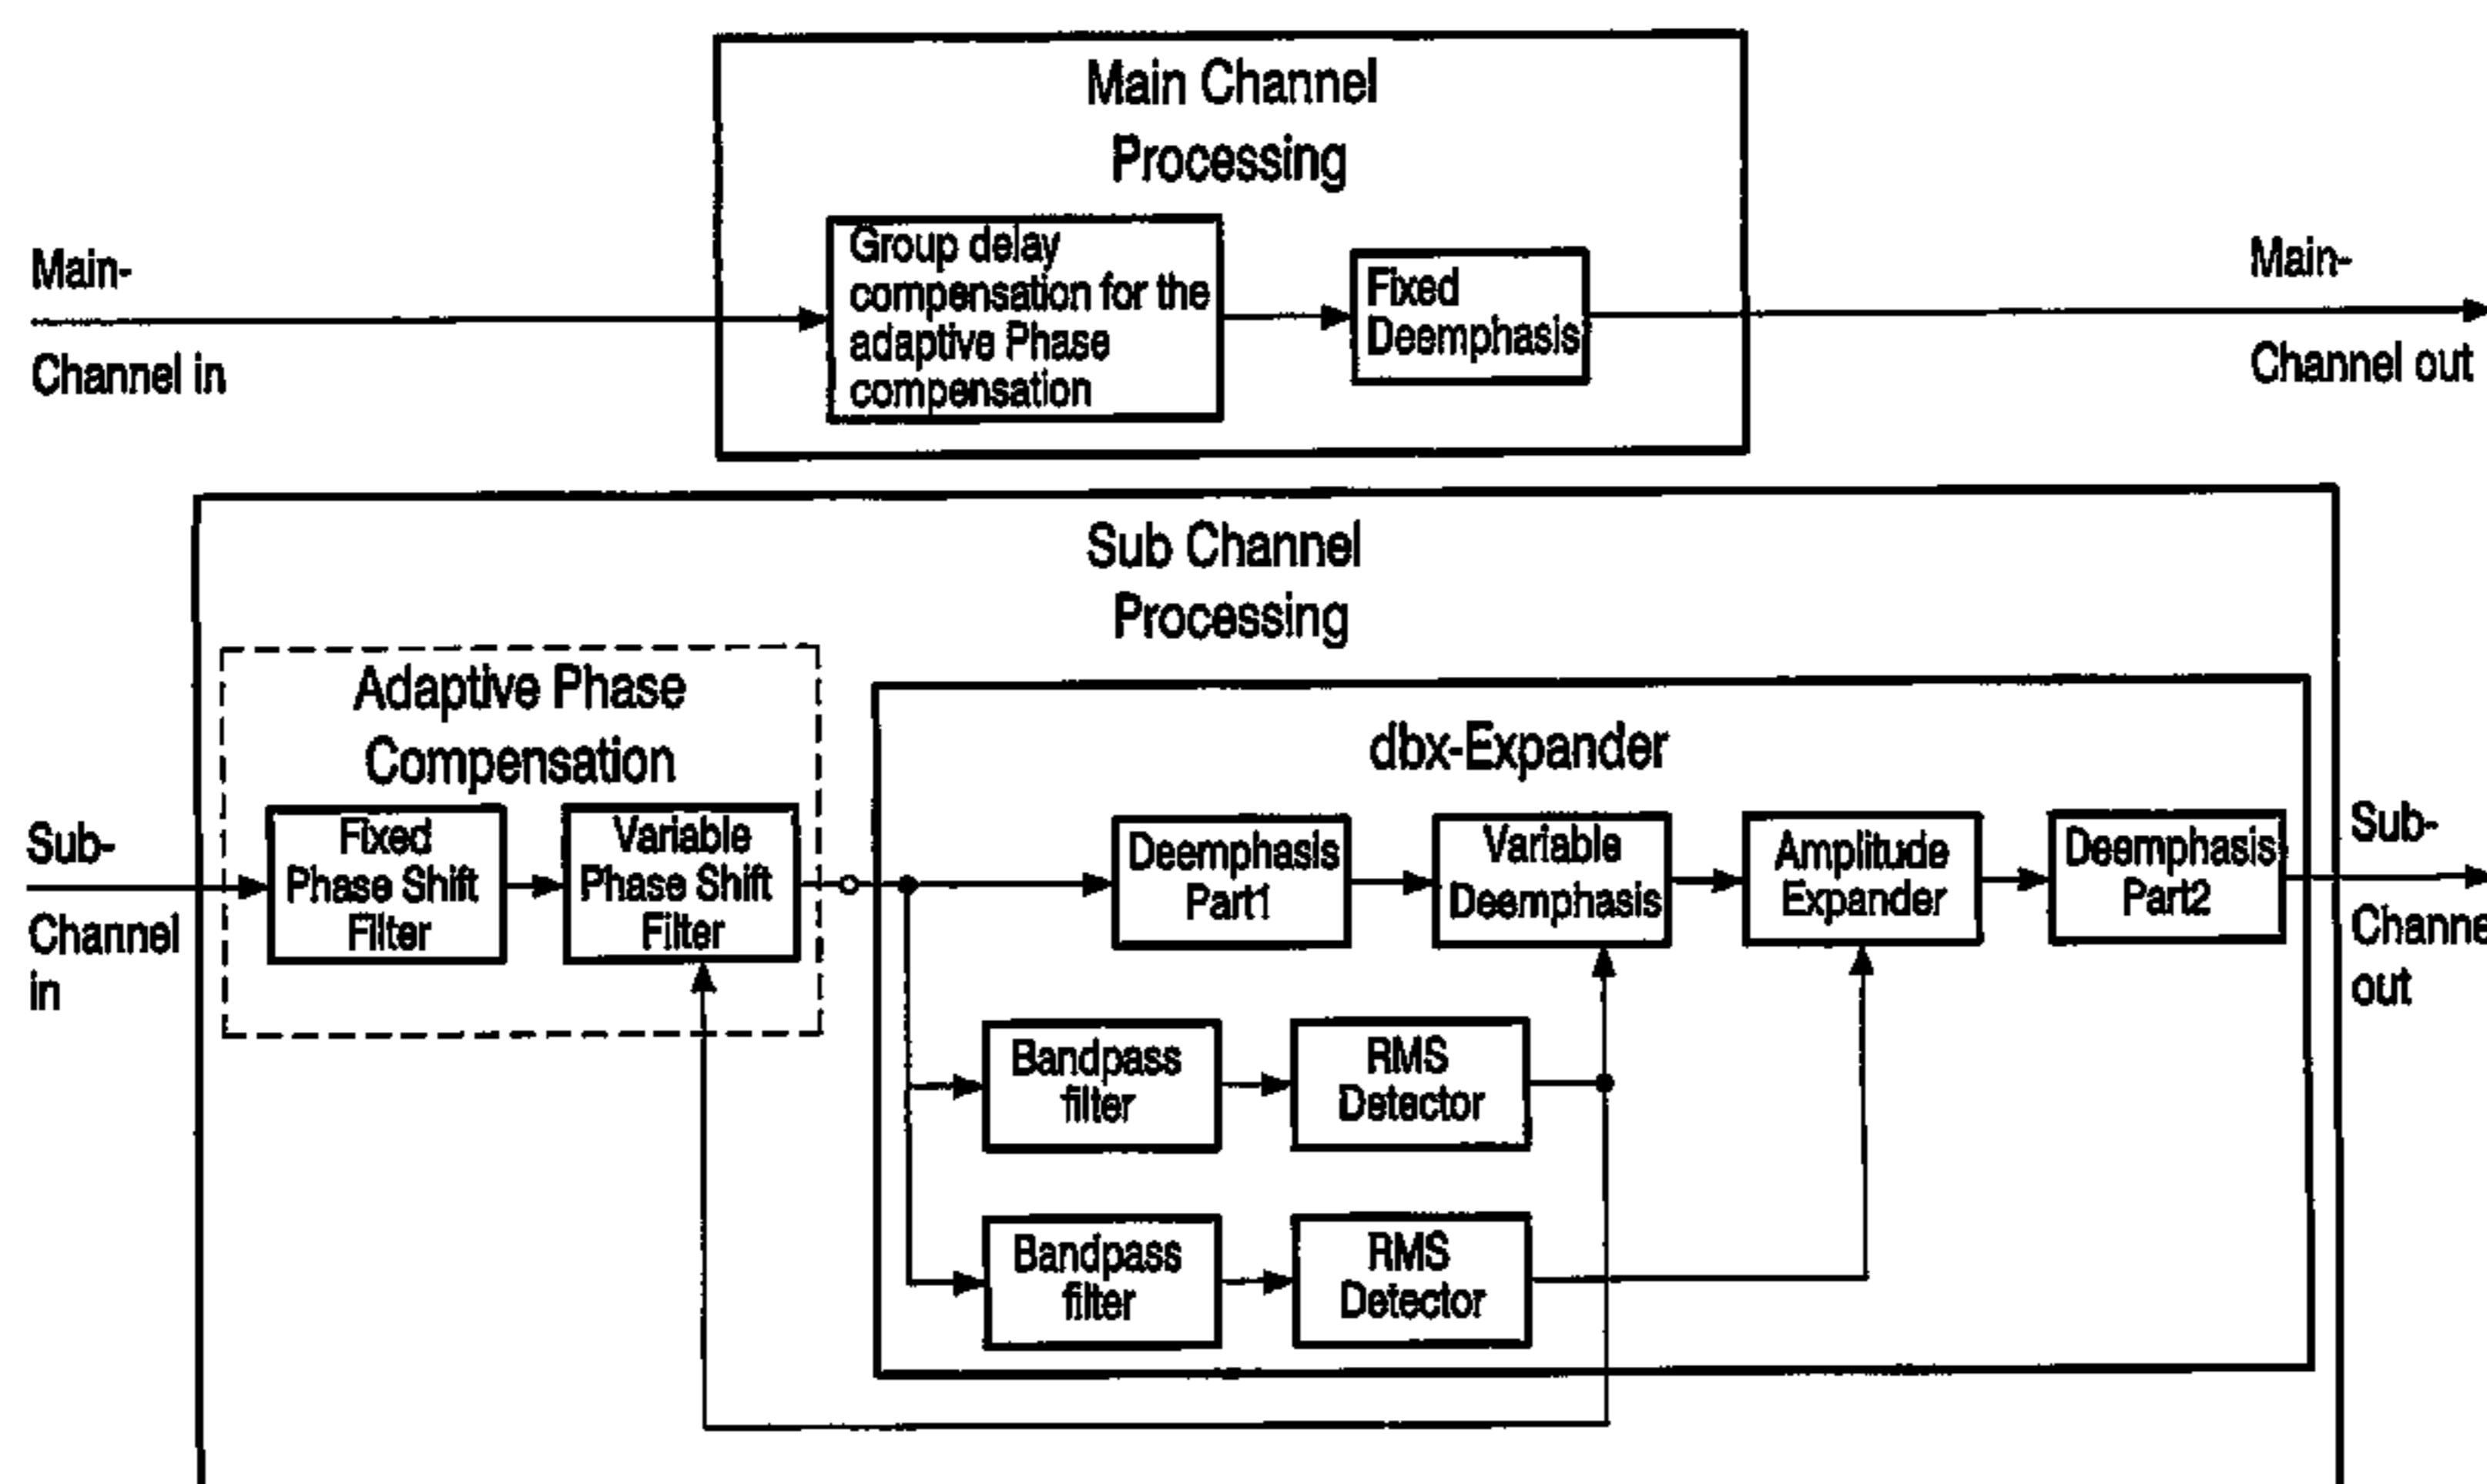 Main Channel
Processing
Main-
Channel in
Group delay
compensation for the
adaptive Phase
compensation
Fixed
Deemphasis
Main-
Channel out
Sub Channel
Processing
Adaptive Phase
Compensation
dbx-Expander
Sub-
Channel
in
Fixed
Phase Shift
Filter
Variable
Phase Shift
Filter
Deemphasis
Part1
Variable
Deemphasis
Amplitude
Expander
Deemphasis
Part2
Sub-
Channe
out
Bandpass
filter
RMS
Detector
Bandpass
filter
RMS
Detector